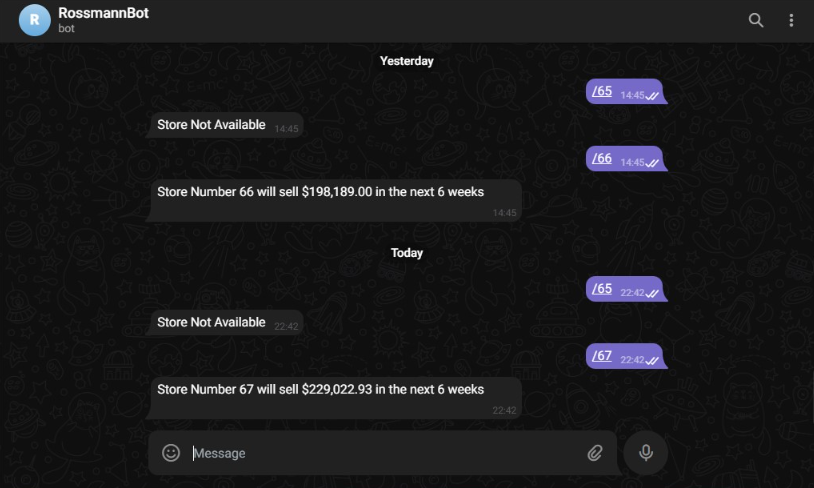 R
RossmannBot
bot
Yesterday
/65 14:45
Store Not Available 14:45
/66 14:45
Store Number 66 will sell $198,189.00 in the next 6 weeks
14:45
Today
/65 22:42
Store Not Available 22:42
/67 22:42
Store Number 67 will sell $229,022.93 in the next 6 weeks
22:42
Message